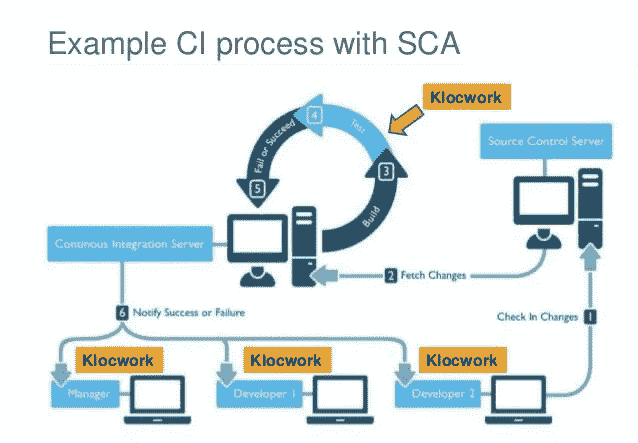 Example CI process with SCA
Klocwork
Source Control Server
4
Test
Fail or Succeed
3
5
Build
Continous Integration Server
2 Fetch Changes
6 Notify Success or Failure
Check In Changes 1
Klocwork
Klocwork
Klocwork
Manager
Developer 1
Developer 2